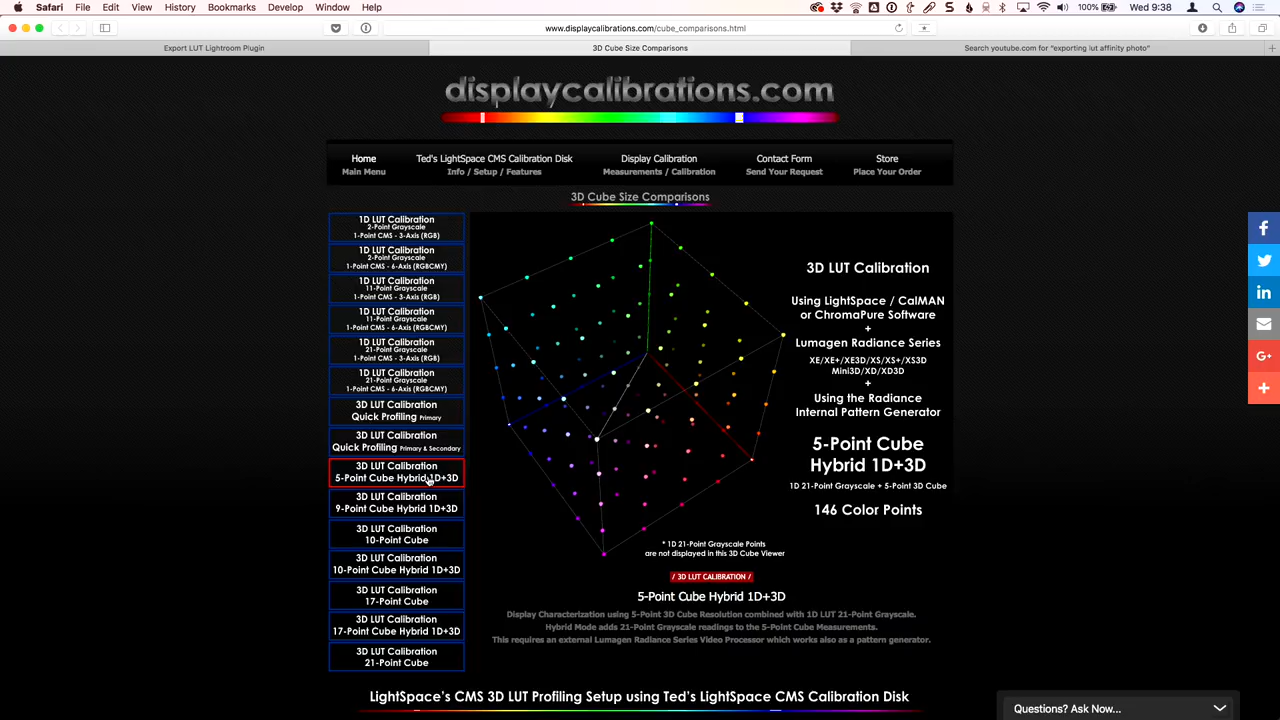 Safari File Edit View History Bookmarks Develop Window Help
100% Wed 9:38
www.displaycalibrations.com/cube_comparisons.html
Export LUT Lightroom Plugin
3D Cube Size Comparisons
Search youtube.com for "exporting lut affinity photo"
displaycalibrations.com
Home
Main Menu
Ted's LightSpace CMS Calibration Disk
Info / Setup / Features
Display Calibration
Measurements / Calibration
Contact Form
Send Your Request
Store
Place Your Order
3D Cube Size Comparisons
1D LUT Calibration
2-Point Grayscale
1-Point CMS - 3-Axis (RGB)
1D LUT Calibration
2-Point Grayscale
1-Point CMS - 6-Axis (RGBCMY)
1D LUT Calibration
11-Point Grayscale
1-Point CMS - 3-Axis (RGB)
1D LUT Calibration
11-Point Grayscale
1-Point CMS - 6-Axis (RGBCMY)
1D LUT Calibration
21-Point Grayscale
1-Point CMS - 3-Axis (RGB)
1D LUT Calibration
21-Point Grayscale
1-Point CMS - 6-Axis (RGBCMY)
3D LUT Calibration
Quick Profiling Primary
3D LUT Calibration
Quick Profiling Primary & Secondary
3D LUT Calibration
5-Point Cube Hybrid 1D+3D
3D LUT Calibration
9-Point Cube Hybrid 1D+3D
3D LUT Calibration
10-Point Cube
3D LUT Calibration
10-Point Cube Hybrid 1D+3D
3D LUT Calibration
17-Point Cube
3D LUT Calibration
17-Point Cube Hybrid 1D+3D
3D LUT Calibration
21-Point Cube
3D LUT Calibration
Using LightSpace / CalMAN
or ChromaPure Software
+
Lumagen Radiance Series
XE/XE+/XE3D/XS/XS+/XS3D
Mini3D/XD/XD3D
+
Using the Radiance
Internal Pattern Generator
5-Point Cube
Hybrid 1D+3D
1D 21-Point Grayscale + 5-Point 3D Cube
146 Color Points
* 1D 21-Point Grayscale Points
are not displayed in this 3D Cube Viewer
/ 3D LUT CALIBRATION /
5-Point Cube Hybrid 1D+3D
Display Characterization using 5-Point 3D Cube Resolution combined with 1D LUT 21-Point Grayscale.
Hybrid Mode adds 21-Point Grayscale readings to the 5-Point Cube Measurements.
This requires an external Lumagen Radiance Series Video Processor which works also as a pattern generator.
LightSpace's CMS 3D LUT Profiling Setup using Ted's LightSpace CMS Calibration Disk
Questions? Ask Now...